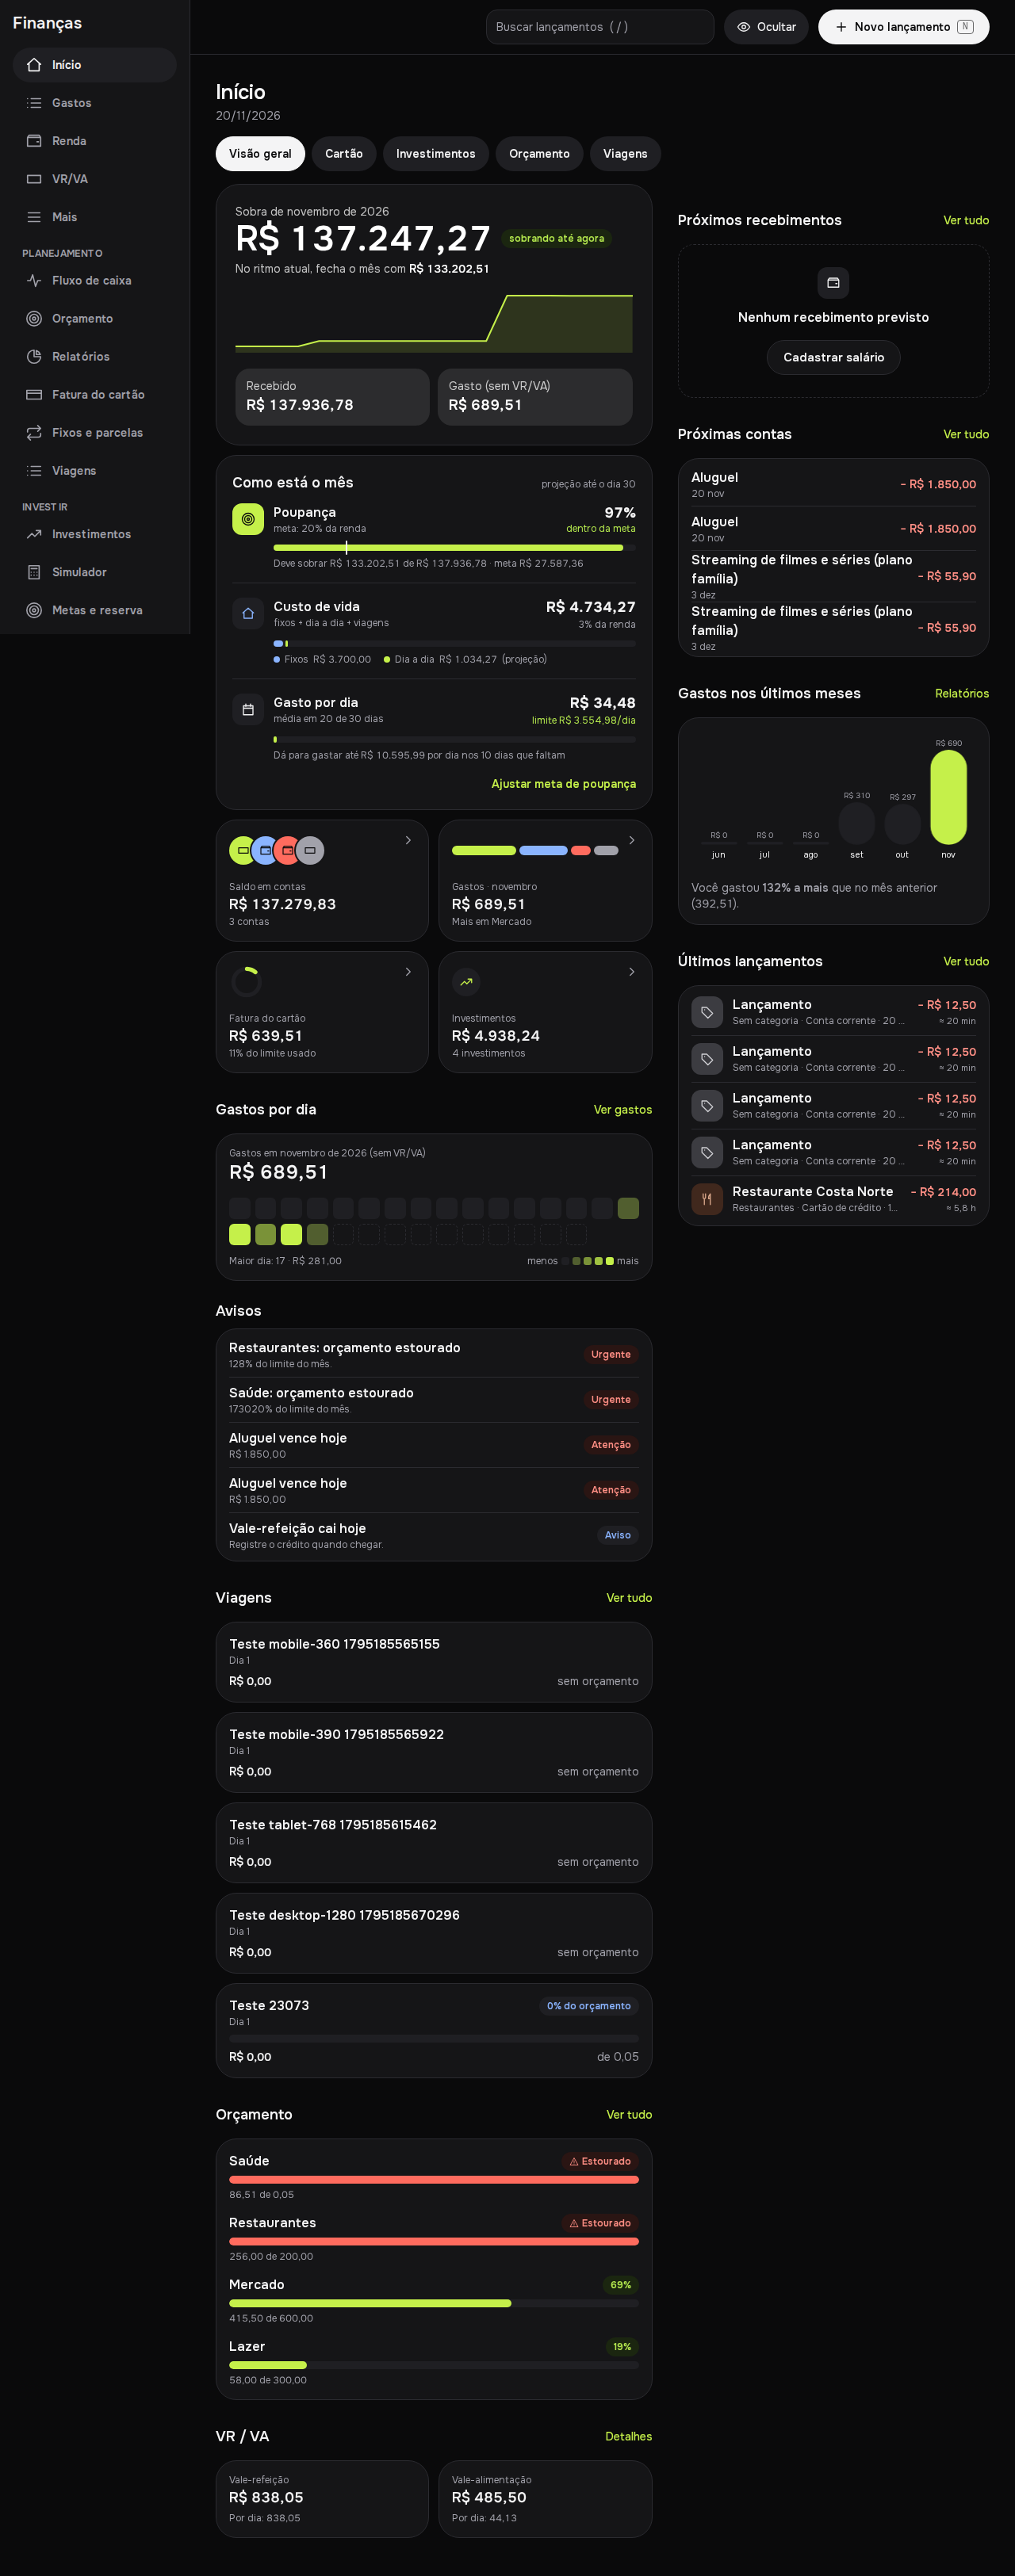 Finanças
Início
Gastos
Renda
VR/VA
Mais
PLANEJAMENTO
Fluxo de caixa
Orçamento
Relatórios
Fatura do cartão
Fixos e parcelas
Viagens
INVESTIR
Investimentos
Simulador
Metas e reserva
Buscar lançamentos ( / )
Ocultar
Novo lançamento N
Início
20/11/2026
Visão geral
Cartão
Investimentos
Orçamento
Viagens
Sobra de novembro de 2026
R$ 137.247,27 sobrando até agora
No ritmo atual, fecha o mês com R$ 133.202,51
Recebido
R$ 137.936,78
Gasto (sem VR/VA)
R$ 689,51
Como está o mês projeção até o dia 30
Poupança 97%
meta: 20% da renda dentro da meta
Deve sobrar R$ 133.202,51 de R$ 137.936,78 · meta R$ 27.587,36
Custo de vida R$ 4.734,27
fixos + dia a dia + viagens 3% da renda
Fixos R$ 3.700,00 Dia a dia R$ 1.034,27 (projeção)
Gasto por dia R$ 34,48
média em 20 de 30 dias limite R$ 3.554,98/dia
Dá para gastar até R$ 10.595,99 por dia nos 10 dias que faltam
Ajustar meta de poupança
Saldo em contas
R$ 137.279,83
3 contas
Gastos · novembro
R$ 689,51
Mais em Mercado
Fatura do cartão
R$ 639,51
11% do limite usado
Investimentos
R$ 4.938,24
4 investimentos
Gastos por dia Ver gastos
Gastos em novembro de 2026 (sem VR/VA)
R$ 689,51
Maior dia: 17 · R$ 281,00 menos mais
Avisos
Restaurantes: orçamento estourado Urgente
128% do limite do mês.
Saúde: orçamento estourado Urgente
173020% do limite do mês.
Aluguel vence hoje Atenção
R$ 1.850,00
Aluguel vence hoje Atenção
R$ 1.850,00
Vale-refeição cai hoje Aviso
Registre o crédito quando chegar.
Viagens Ver tudo
Teste mobile-360 1795185565155
Dia 1
R$ 0,00 sem orçamento
Teste mobile-390 1795185565922
Dia 1
R$ 0,00 sem orçamento
Teste tablet-768 1795185615462
Dia 1
R$ 0,00 sem orçamento
Teste desktop-1280 1795185670296
Dia 1
R$ 0,00 sem orçamento
Teste 23073 0% do orçamento
Dia 1
R$ 0,00 de 0,05
Orçamento Ver tudo
Saúde Estourado
86,51 de 0,05
Restaurantes Estourado
256,00 de 200,00
Mercado 69%
415,50 de 600,00
Lazer 19%
58,00 de 300,00
VR / VA Detalhes
Vale-refeição
R$ 838,05
Por dia: 838,05
Vale-alimentação
R$ 485,50
Por dia: 44,13
Próximos recebimentos Ver tudo
Nenhum recebimento previsto
Cadastrar salário
Próximas contas Ver tudo
Aluguel − R$ 1.850,00
20 nov
Aluguel − R$ 1.850,00
20 nov
Streaming de filmes e séries (plano
família) − R$ 55,90
3 dez
Streaming de filmes e séries (plano
família) − R$ 55,90
3 dez
Gastos nos últimos meses Relatórios
R$ 0 R$ 0 R$ 0 R$ 310 R$ 297 R$ 690
jun jul ago set out nov
Você gastou 132% a mais que no mês anterior
(392,51).
Últimos lançamentos Ver tudo
Lançamento − R$ 12,50
Sem categoria · Conta corrente · 20 ... ≈ 20 min
Lançamento − R$ 12,50
Sem categoria · Conta corrente · 20 ... ≈ 20 min
Lançamento − R$ 12,50
Sem categoria · Conta corrente · 20 ... ≈ 20 min
Lançamento − R$ 12,50
Sem categoria · Conta corrente · 20 ... ≈ 20 min
Restaurante Costa Norte − R$ 214,00
Restaurantes · Cartão de crédito · 1... ≈ 5,8 h